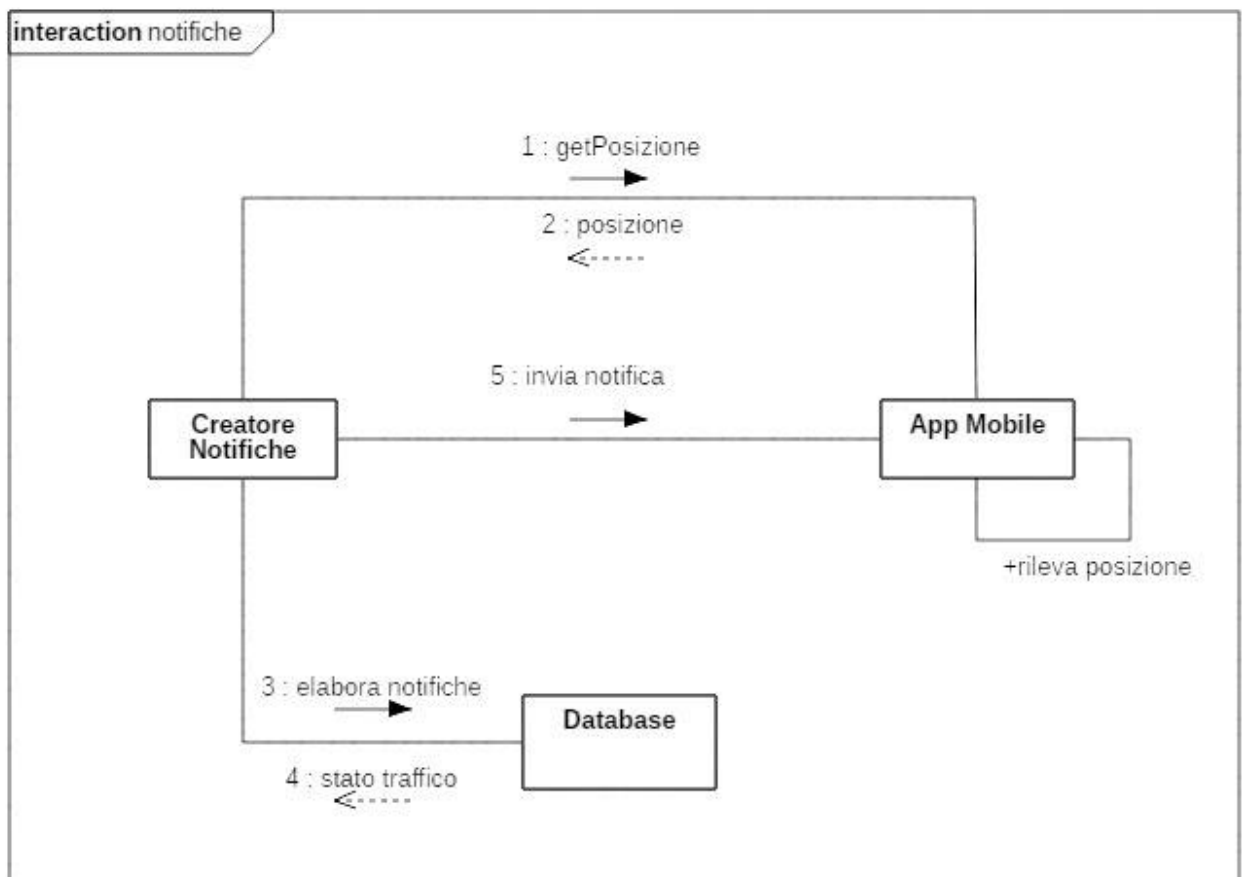 interaction notifiche
1 : getPosizione
2 : posizione
5 : invia notifica
Creatore
Notifiche
App Mobile
+rileva posizione
3 : elabora notifiche
Database
4 : stato traffico